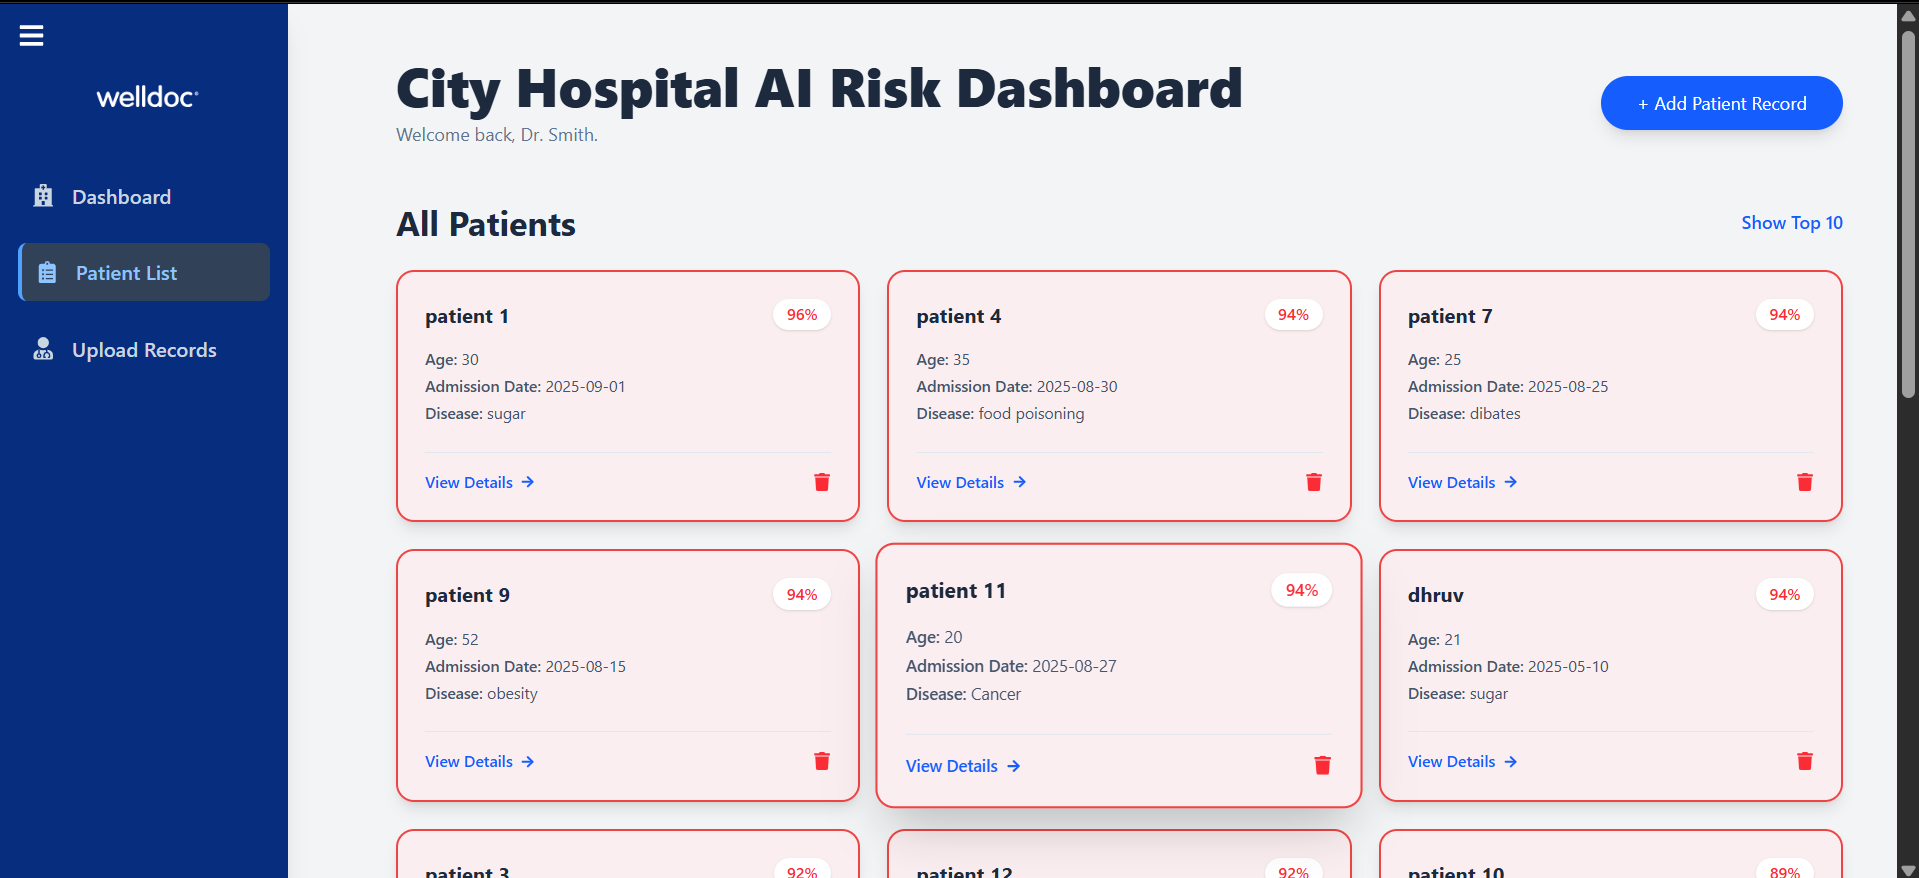 welldoc
Dashboard
Patient List
Upload Records
City Hospital AI Risk Dashboard
Welcome back, Dr. Smith.
+ Add Patient Record
All Patients
Show Top 10
patient 1
96%
Age: 30
Admission Date: 2025-09-01
Disease: sugar
View Details →
patient 4
94%
Age: 35
Admission Date: 2025-08-30
Disease: food poisoning
View Details →
patient 7
94%
Age: 25
Admission Date: 2025-08-25
Disease: dibates
View Details →
patient 9
94%
Age: 52
Admission Date: 2025-08-15
Disease: obesity
View Details →
patient 11
94%
Age: 20
Admission Date: 2025-08-27
Disease: Cancer
View Details →
dhruv
94%
Age: 21
Admission Date: 2025-05-10
Disease: sugar
View Details →
patient 3
92%
patient 12
92%
patient 10
89%